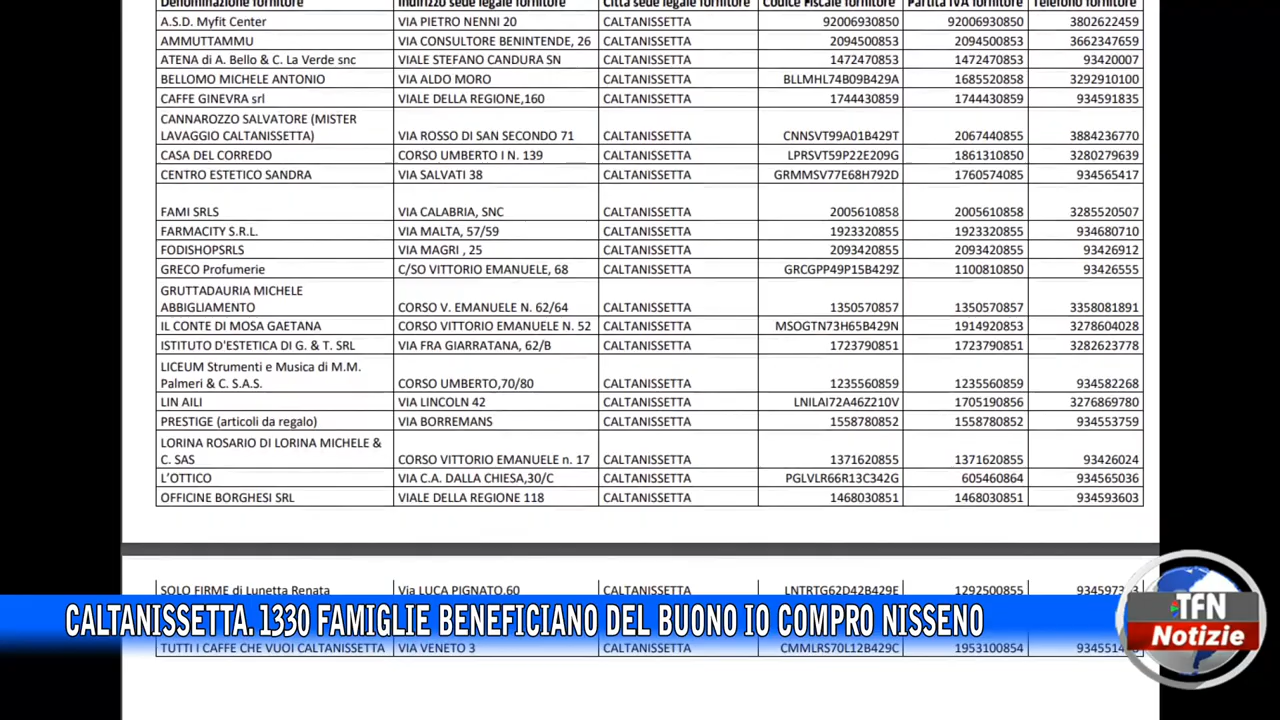 Denominazione fornitore Indirizzo sede legale fornitore Città sede legale fornitore Codice Fiscale fornitore Partita IVA fornitore Telefono fornitore
A.S.D. Myfit Center VIA PIETRO NENNI 20 CALTANISSETTA 92006930850 92006930850 3802622459
AMMUTTAMMU VIA CONSULTORE BENINTENDE, 26 CALTANISSETTA 2094500853 2094500853 3662347659
ATENA di A. Bello & C. La Verde snc VIALE STEFANO CANDURA SN CALTANISSETTA 1472470853 1472470853 93420007
BELLOMO MICHELE ANTONIO VIA ALDO MORO CALTANISSETTA BLLMHL74B09B429A 1685520858 3292910100
CAFFE GINEVRA srl VIALE DELLA REGIONE,160 CALTANISSETTA 1744430859 1744430859 934591835
CANNAROZZO SALVATORE (MISTER
LAVAGGIO CALTANISSETTA) VIA ROSSO DI SAN SECONDO 71 CALTANISSETTA CNNSVT99A01B429T 2067440855 3884236770
CASA DEL CORREDO CORSO UMBERTO I N. 139 CALTANISSETTA LPRSVT59P22E209G 1861310850 3280279639
CENTRO ESTETICO SANDRA VIA SALVATI 38 CALTANISSETTA GRMMSV77E68H792D 1760574085 934565417
FAMI SRLS VIA CALABRIA, SNC CALTANISSETTA 2005610858 2005610858 3285520507
FARMACITY S.R.L. VIA MALTA, 57/59 CALTANISSETTA 1923320855 1923320855 934680710
FODISHOPSRLS VIA MAGRI , 25 CALTANISSETTA 2093420855 2093420855 93426912
GRECO Profumerie C/SO VITTORIO EMANUELE, 68 CALTANISSETTA GRCGPP49P15B429Z 1100810850 93426555
GRUTTADAURIA MICHELE
ABBIGLIAMENTO CORSO V. EMANUELE N. 62/64 CALTANISSETTA 1350570857 1350570857 3358081891
IL CONTE DI MOSA GAETANA CORSO VITTORIO EMANUELE N. 52 CALTANISSETTA MSOGTN73H65B429N 1914920853 3278604028
ISTITUTO D'ESTETICA DI G. & T. SRL VIA FRA GIARRATANA, 62/B CALTANISSETTA 1723790851 1723790851 3282623778
LICEUM Strumenti e Musica di M.M.
Palmeri & C. S.A.S. CORSO UMBERTO,70/80 CALTANISSETTA 1235560859 1235560859 934582268
LIN AILI VIA LINCOLN 42 CALTANISSETTA LNILAI72A46Z210V 1705190856 3276869780
PRESTIGE (articoli da regalo) VIA BORREMANS CALTANISSETTA 1558780852 1558780852 934553759
LORINA ROSARIO DI LORINA MICHELE &
C. SAS CORSO VITTORIO EMANUELE n. 17 CALTANISSETTA 1371620855 1371620855 93426024
L'OTTICO VIA C.A. DALLA CHIESA,30/C CALTANISSETTA PGLVLR66R13C342G 605460864 934565036
OFFICINE BORGHESI SRL VIALE DELLA REGIONE 118 CALTANISSETTA 1468030851 1468030851 934593603
SOLO FIRME di Lunetta Renata Via LUCA PIGNATO,60 CALTANISSETTA LNTRTG62D42B429E 1292500855
CALTANISSETTA. 1330 FAMIGLIE BENEFICIANO DEL BUONO IO COMPRO NISSENO
TUTTI I CAFFE CHE VUOI CALTANISSETTA VIA VENETO 3 CALTANISSETTA CMMLRS70L12B429C 1953100854
TFN
Notizie